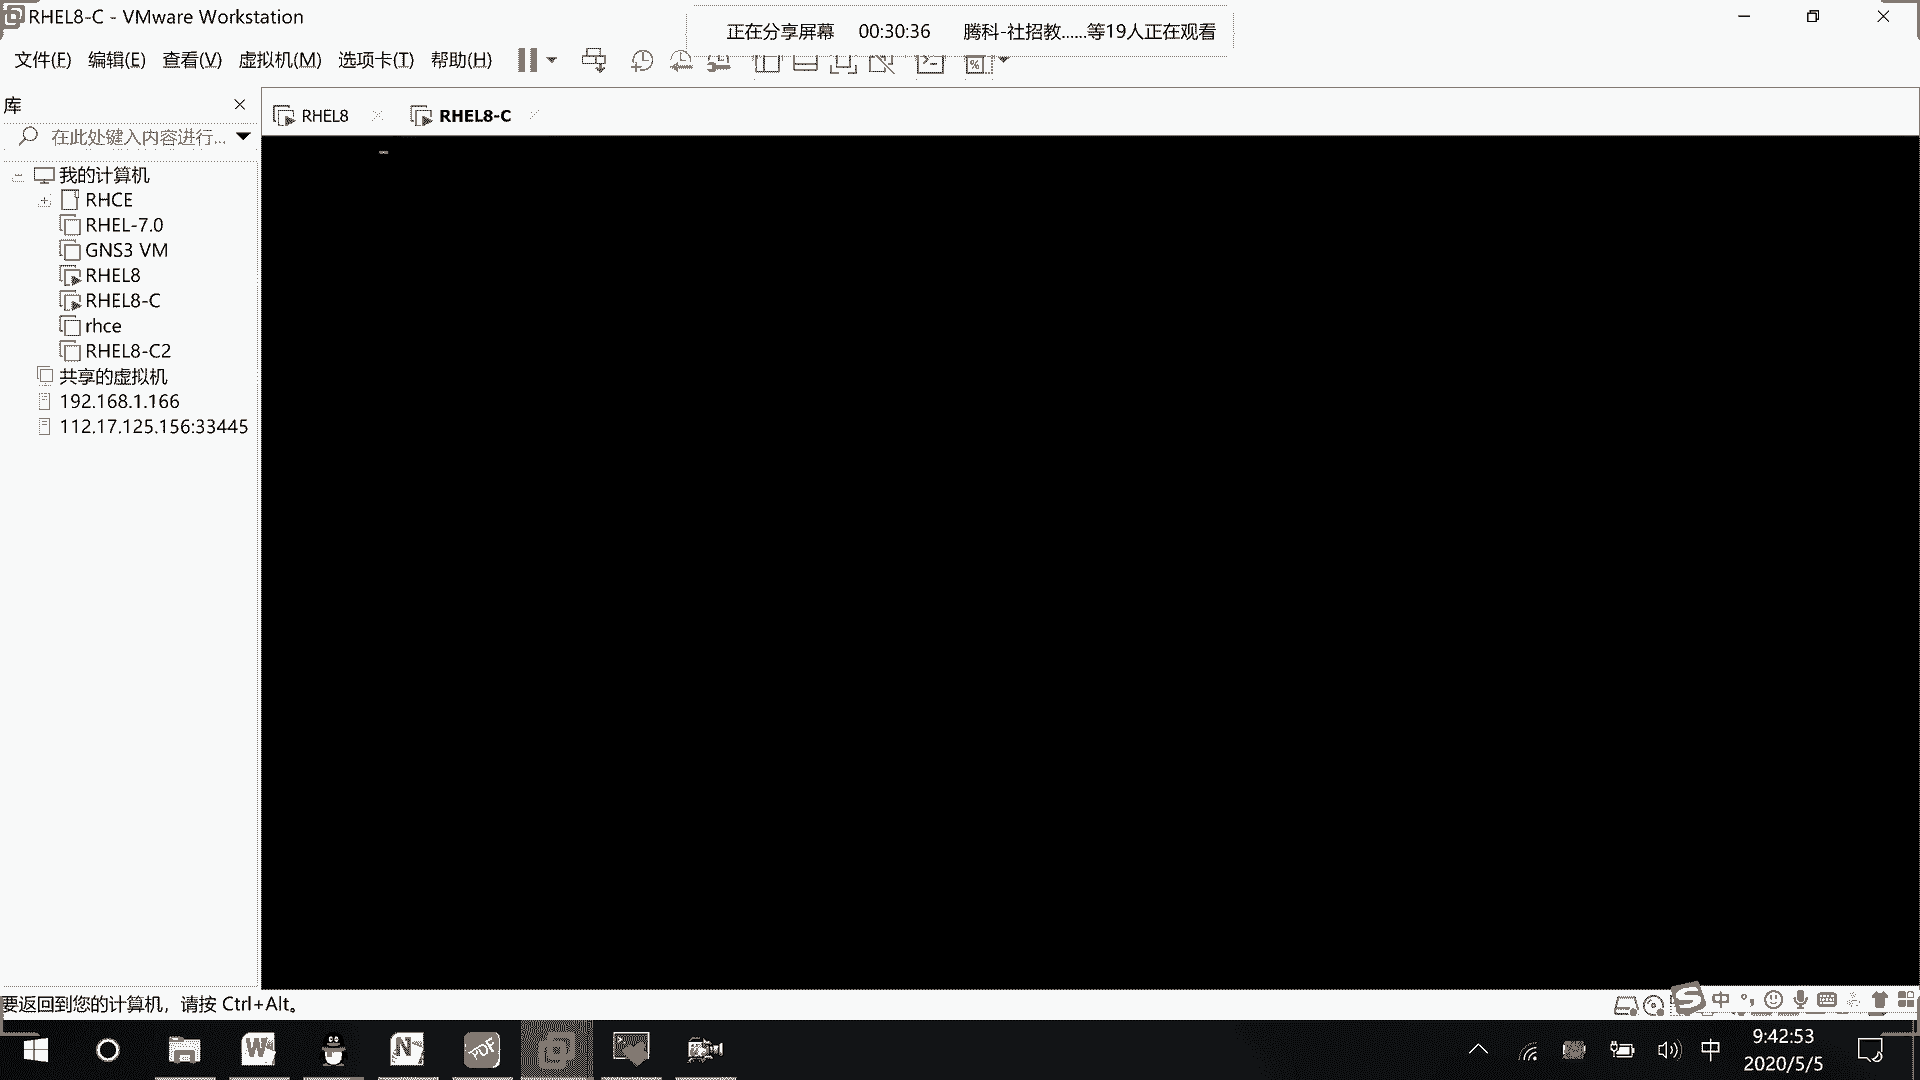 RHEL8-C - VMware Workstation
正在分享屏幕 00:30:36 腾科-社招教......等19人正在观看
文件(F) 编辑(E) 查看(V) 虚拟机(M) 选项卡(T) 帮助(H)
库
RHEL8
RHEL8-C
在此处键入内容进行...
我的计算机
RHCE
RHEL-7.0
GNS3 VM
RHEL8
RHEL8-C
rhce
RHEL8-C2
共享的虚拟机
192.168.1.166
112.17.125.156:33445
要返回到您的计算机，请按 Ctrl+Alt。
中
中
9:42:53
2020/5/5